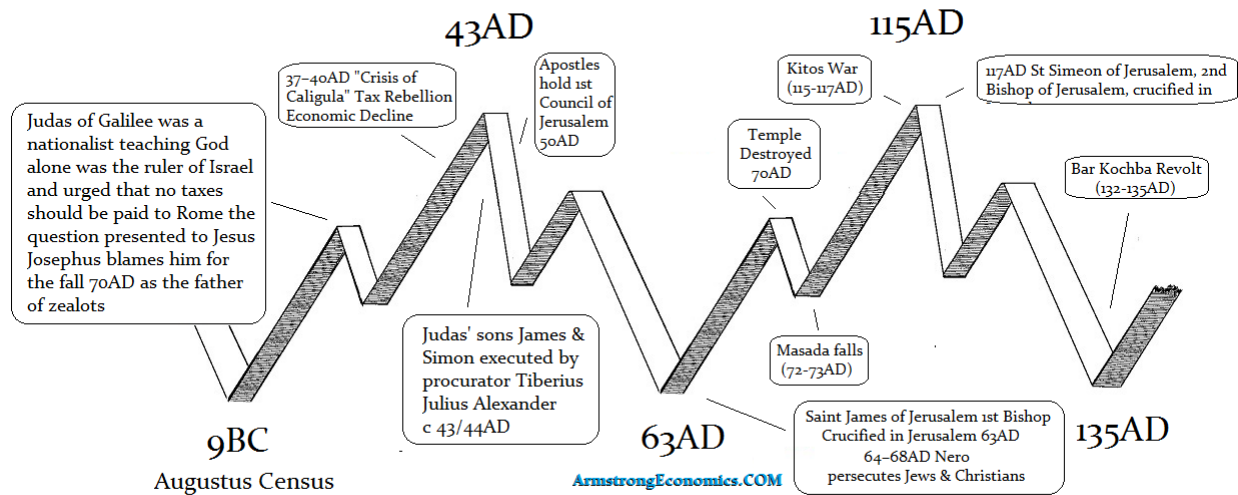 43AD
115AD
37–40AD "Crisis of
Caligula" Tax Rebellion
Economic Decline
Apostles
hold 1st
Council of
Jerusalem
50AD
Kitos War
(115-117AD)
117AD St Simeon of Jerusalem, 2nd
Bishop of Jerusalem, crucified in
Judas of Galilee was a
nationalist teaching God
alone was the ruler of Israel
and urged that no taxes
should be paid to Rome the
question presented to Jesus
Josephus blames him for
the fall 70AD as the father
of zealots
Temple
Destroyed
70AD
Bar Kochba Revolt
(132-135AD)
Judas' sons James &
Simon executed by
procurator Tiberius
Julius Alexander
c 43/44AD
Masada falls
(72-73AD)
Saint James of Jerusalem 1st Bishop
Crucified in Jerusalem 63AD
64–68AD Nero
persecutes Jews & Christians
9BC
Augustus Census
63AD
135AD
ArmstrongEconomics.COM